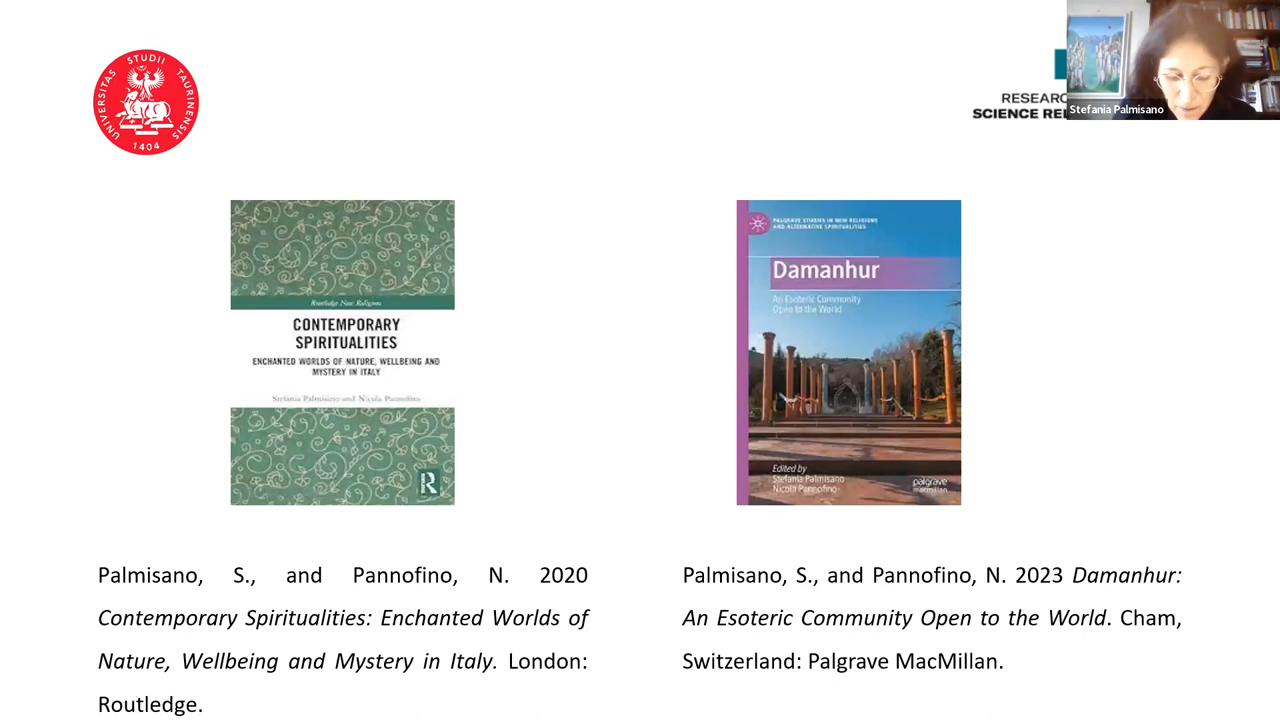 UNIVERSITAS STUDII TAURINENSIS
1404
RESEARC
SCIENCE REL
Stefania Palmisano
Routledge New Religions
CONTEMPORARY
SPIRITUALITIES
ENCHANTED WORLDS OF NATURE, WELLBEING AND
MYSTERY IN ITALY
Stefania Palmisano and Nicola Pannofino
R
PALGRAVE STUDIES IN NEW RELIGIONS
AND ALTERNATIVE SPIRITUALITIES
Damanhur
An Esoteric Community
Open to the World
Edited by
Stefania Palmisano
Nicola Pannofino
palgrave
macmillan
Palmisano, S., and Pannofino, N. 2020
Contemporary Spiritualities: Enchanted Worlds of
Nature, Wellbeing and Mystery in Italy. London:
Routledge.
Palmisano, S., and Pannofino, N. 2023 Damanhur:
An Esoteric Community Open to the World. Cham,
Switzerland: Palgrave MacMillan.